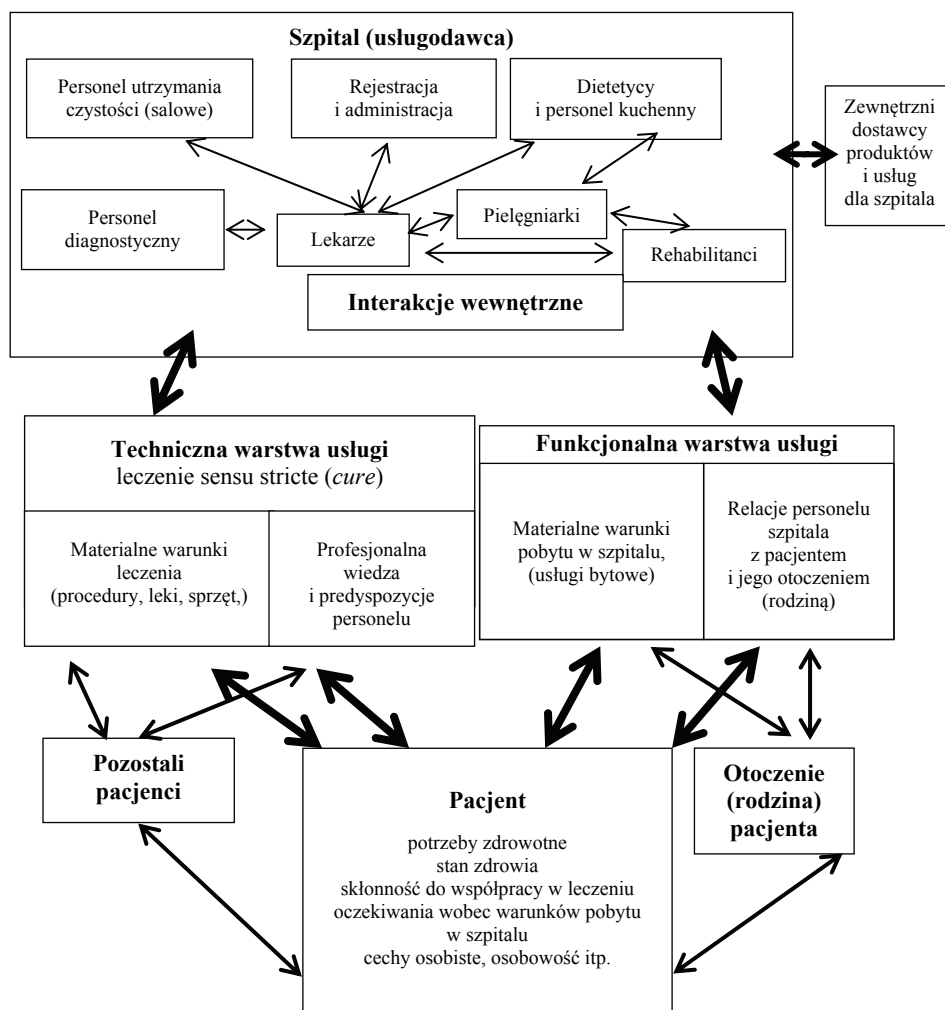 Szpital (usługodawca)
Personel utrzymania
czystości (salowe)
Rejestracja
i administracja
Dietetycy
i personel kuchenny
Zewnętrzni
dostawcy
produktów
i usług
dla szpitala
Personel
diagnostyczny
Lekarze
Pielęgniarki
Rehabilitanci
Interakcje wewnętrzne
Techniczna warstwa usługi
leczenie sensu stricte (cure)
Materialne warunki
leczenia
(procedury, leki, sprzęt,)
Profesjonalna
wiedza
i predyspozycje
personelu
Funkcjonalna warstwa usługi
Materialne warunki
pobytu w szpitalu,
(usługi bytowe)
Relacje personelu
szpitala
z pacjentem
i jego otoczeniem
(rodziną)
Pozostali
pacjenci
Pacjent
potrzeby zdrowotne
stan zdrowia
skłonność do współpracy w leczeniu
oczekiwania wobec warunków pobytu
w szpitalu
cechy osobiste, osobowość itp.
Otoczenie
(rodzina)
pacjenta